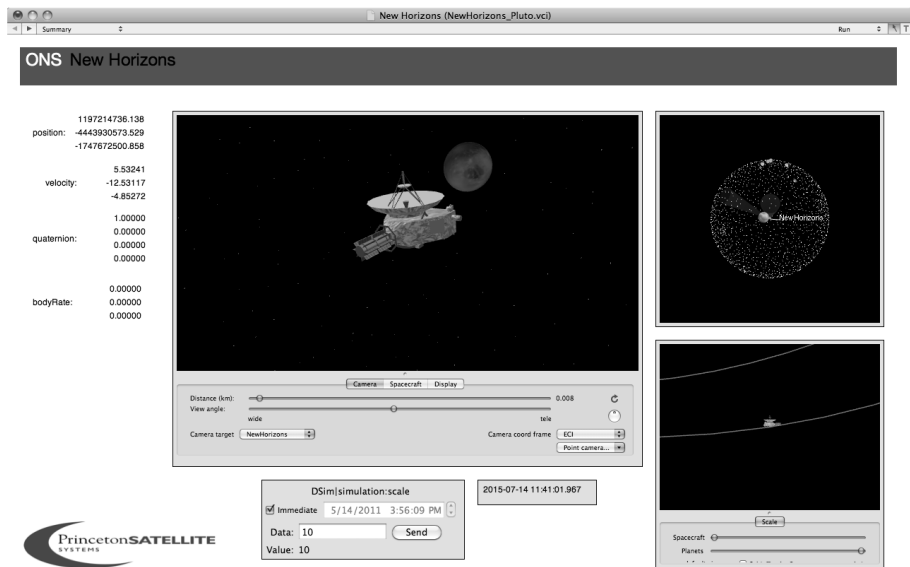 New Horizons (NewHorizons_Pluto.vci)
Summary
Run
T
ONS New Horizons
1197214736.138
position: -4443930573.529
-1747672500.858
5.53241
velocity: -12.53117
-4.85272
1.00000
0.00000
quaternion:
0.00000
0.00000
0.00000
bodyRate: 0.00000
0.00000
NewHorizons
Camera Spacecraft Display
Distance (km): 0.008
View angle:
wide tele
Camera target NewHorizons Camera coord frame ECI
Point camera...
Scale
Spacecraft
Planets
DSim|simulation:scale
Immediate 5/14/2011 3:56:09 PM
Data: 10 Send
Value: 10
2015-07-14 11:41:01.967
PrincetonSATELLITE
SYSTEMS